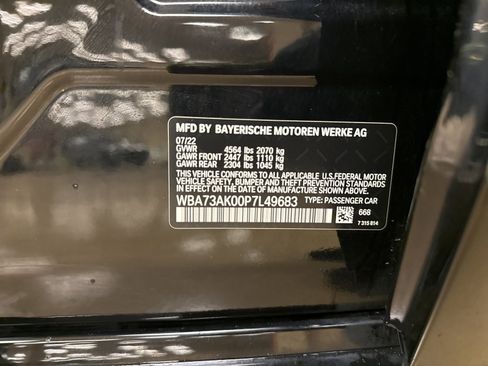 MFD BY BAYERISCHE MOTOREN WERKE AG
07/22
GVWR 4564 lbs 2070 kg
GAWR FRONT 2447 lbs 1110 kg
GAWR REAR 2304 lbs 1045 kg
THIS VEHICLE CONFORMS TO ALL APPLICABLE U.S. FEDERAL MOTOR
VEHICLE SAFETY, BUMPER, AND THEFT PREVENTION STANDARDS
IN EFFECT ON THE DATE OF MANUFACTURE SHOWN ABOVE.
WBA73AK00P7L49683 TYPE: PASSENGER CAR
668
7 315 814